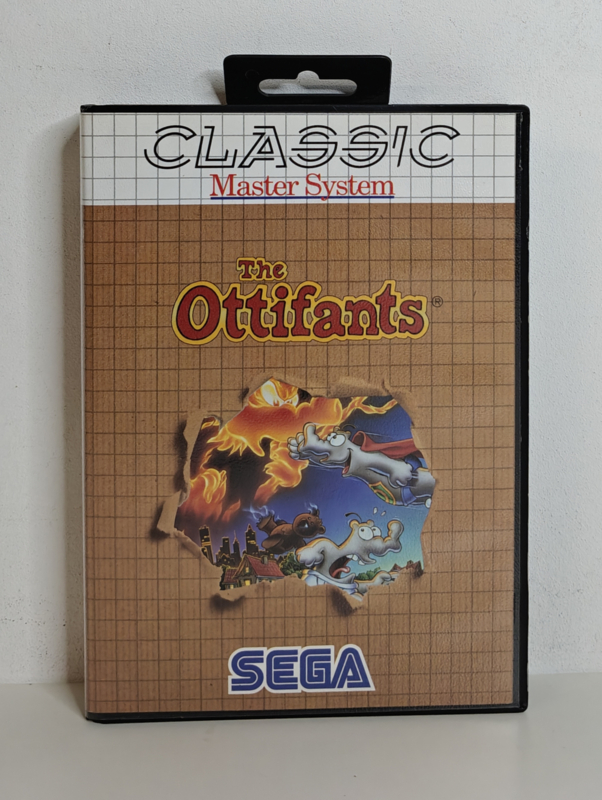 CLASSIC
Master System
The
Ottifants®
SEGA